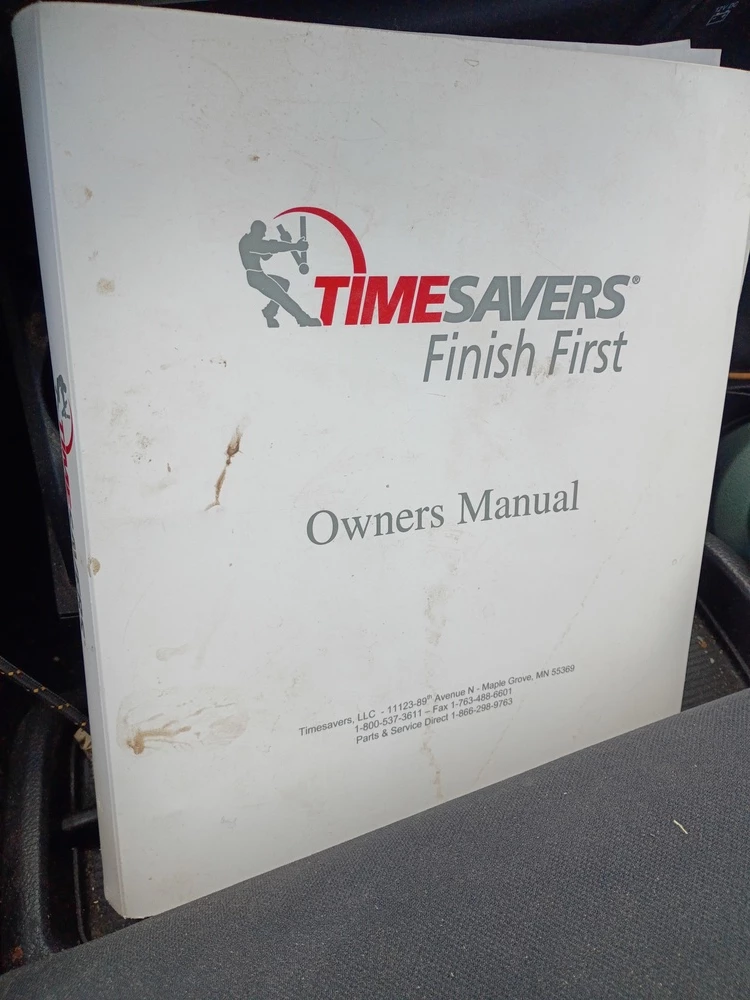 TIMESAVERS®
Finish First
Owners Manual
Timesavers, LLC - 11123-89th Avenue N - Maple Grove, MN 55369
1-800-537-3611 – Fax 1-763-488-6601
Parts & Service Direct 1-866-298-9763